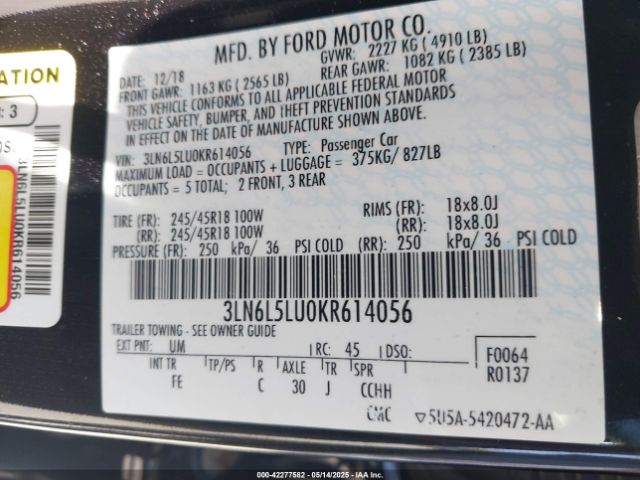 MFD. BY FORD MOTOR CO.
DATE: 12/18
GVWR: 2227 KG ( 4910 LB)
FRONT GAWR: 1163 KG ( 2565 LB)
REAR GAWR: 1082 KG ( 2385 LB)
THIS VEHICLE CONFORMS TO ALL APPLICABLE FEDERAL MOTOR
VEHICLE SAFETY, BUMPER, AND THEFT PREVENTION STANDARDS
IN EFFECT ON THE DATE OF MANUFACTURE SHOWN ABOVE.
VIN: 3LN6L5LU0KR614056 TYPE: Passenger Car
MAXIMUM LOAD = OCCUPANTS + LUGGAGE = 375KG/ 827LB
OCCUPANTS = 5 TOTAL; 2 FRONT, 3 REAR
TIRE (FR): 245/45R18 100W RIMS (FR): 18x8.0J
(RR): 245/45R18 100W (RR): 18x8.0J
PRESSURE (FR): 250 kPa/ 36 PSI COLD (RR): 250 kPa/ 36 PSI COLD
3LN6L5LU0KR614056
TRAILER TOWING - SEE OWNER GUIDE
EXT PNT: UM RC: 45 DSO: F0064
INT TR TP/PS R AXLE TR SPR R0137
FE C 30 J CCHH
CMC 5U5A-5420472-AA
ATION
: 3
3LN6L5LU0KR614056
© COPART 42277582 - 05/14/2025 - IAAI.COM